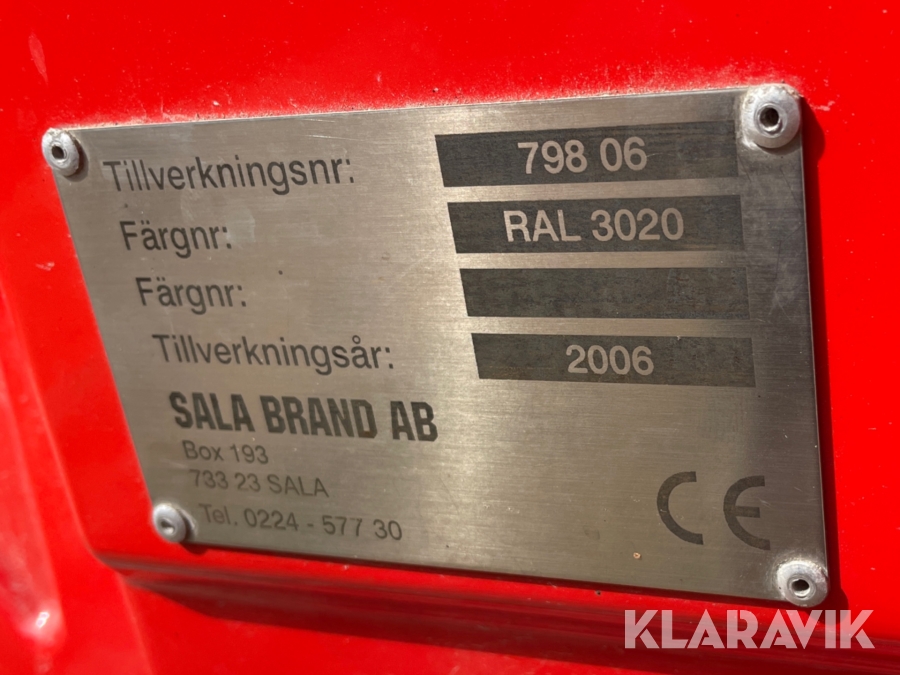 Tillverkningsnr: 798 06
Färgnr: RAL 3020
Färgnr:
Tillverkningsår: 2006
SALA BRAND AB
Box 193
733 23 SALA
Tel. 0224 - 577 30
CE
KLARAVIK